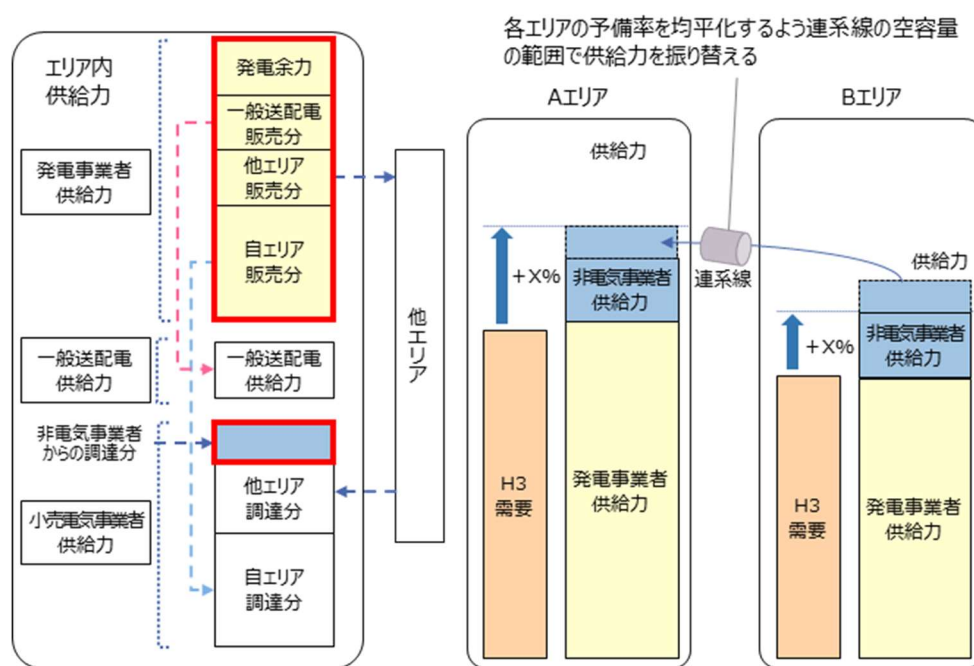 各エリアの予備率を均平化するよう連系線の空容量
の範囲で供給力を振り替える
エリア内
供給力
発電事業者
供給力
一般送配電
供給力
非電気事業者
からの調達分
小売電気事業者
供給力
発電余力
一般送配電
販売分
他エリア
販売分
自エリア
販売分
一般送配電
供給力
他エリア
調達分
自エリア
調達分
他エリア
Aエリア
供給力
+X%
非電気事業者
供給力
H3
需要
発電事業者
供給力
連系線
Bエリア
供給力
+X%
非電気事業者
供給力
H3
需要
発電事業者
供給力